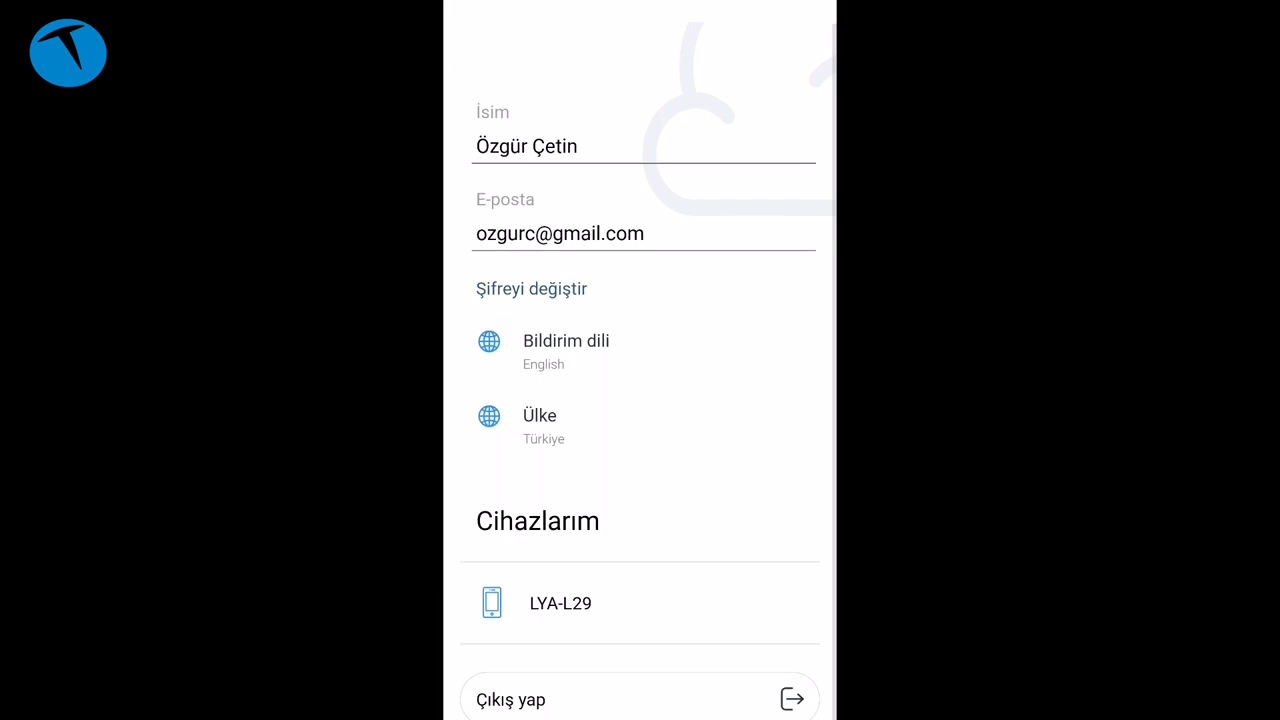 İsim
Özgür Çetin
E-posta
ozgurc@gmail.com
Şifreyi değiştir
Bildirim dili
English
Ülke
Türkiye
Cihazlarım
LYA-L29
Çıkış yap